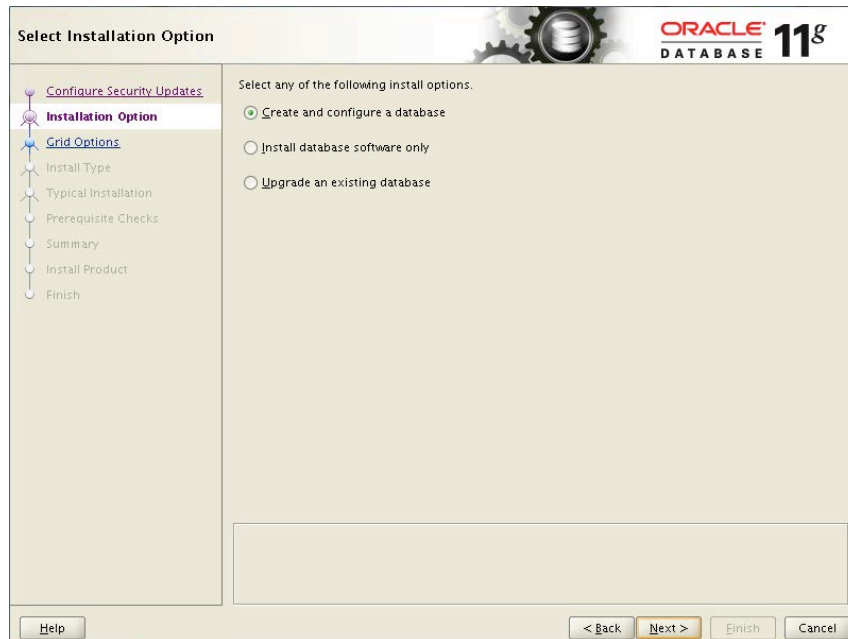 Select Installation Option
ORACLE
DATABASE
11g
Configure Security Updates
Installation Option
Grid Options
Install Type
Typical Installation
Prerequisite Checks
Summary
Install Product
Finish
Select any of the following install options.
Create and configure a database
Install database software only
Upgrade an existing database
Help
< Back
Next >
Finish
Cancel